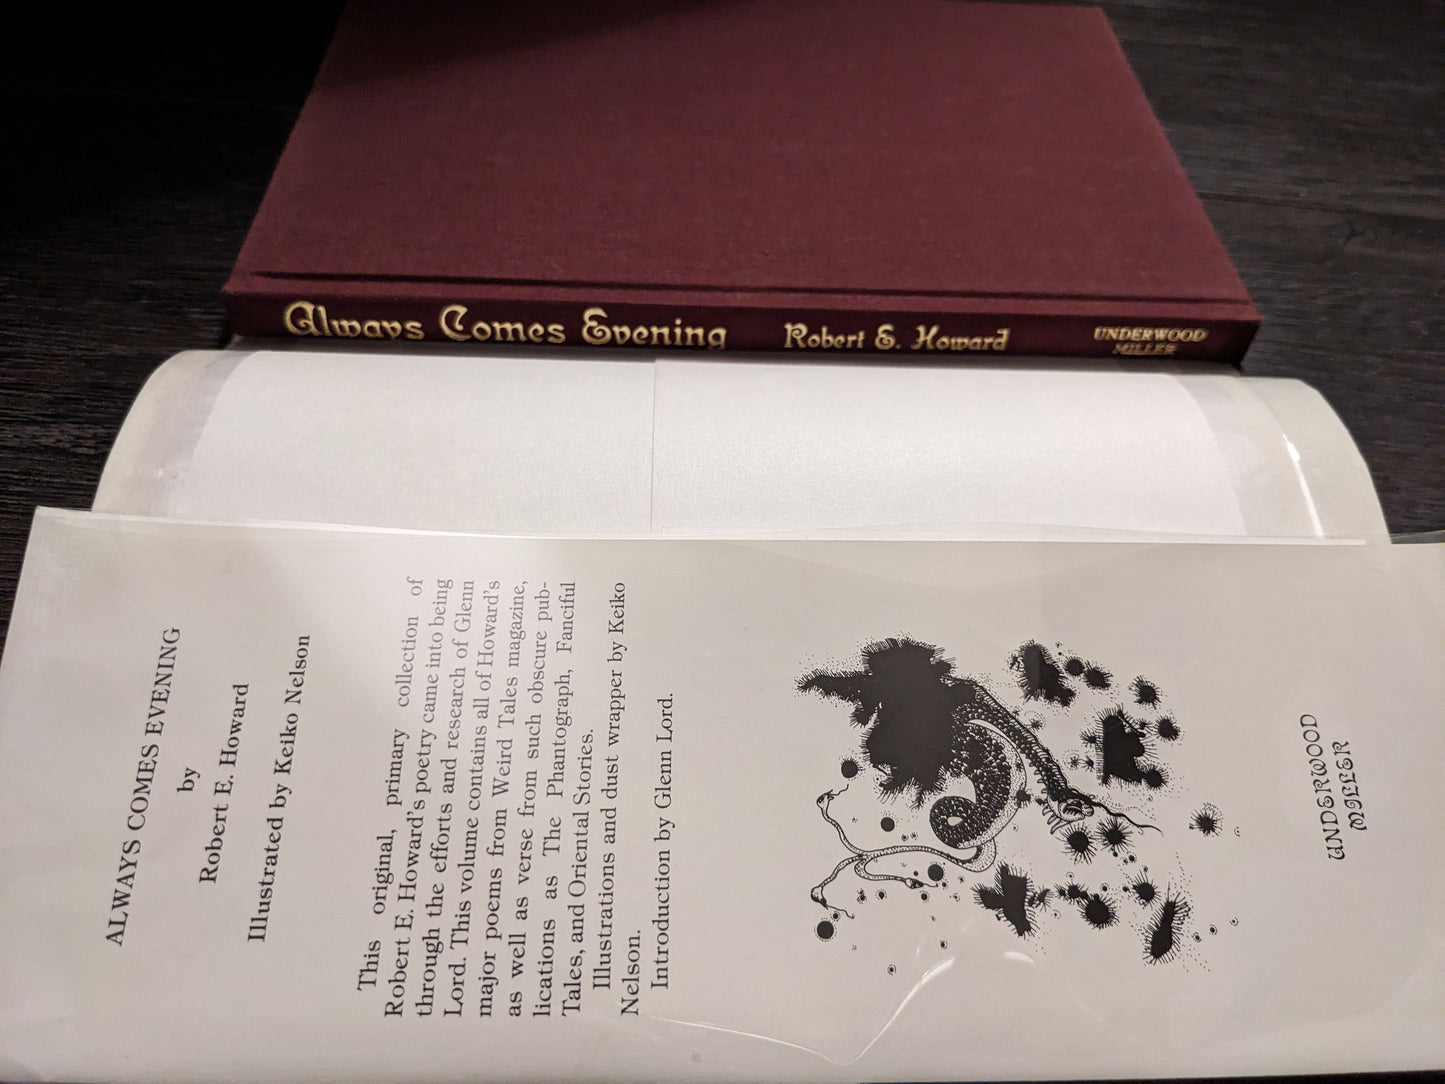 Always Comes Evening
Robert E. Howard
UNDERWOOD
MILLER
ALWAYS COMES EVENING
by
Robert E. Howard
Illustrated by Keiko Nelson
This original, primary collection of
Robert E. Howard's poetry came into being
through the efforts and research of Glenn
Lord. This volume contains all of Howard's
major poems from Weird Tales magazine,
as well as verse from such obscure pub-
lications as The Phantograph, Fanciful
Tales, and Oriental Stories.
Illustrations and dust wrapper by Keiko
Nelson.
Introduction by Glenn Lord.
UNDERWOOD
MILLER